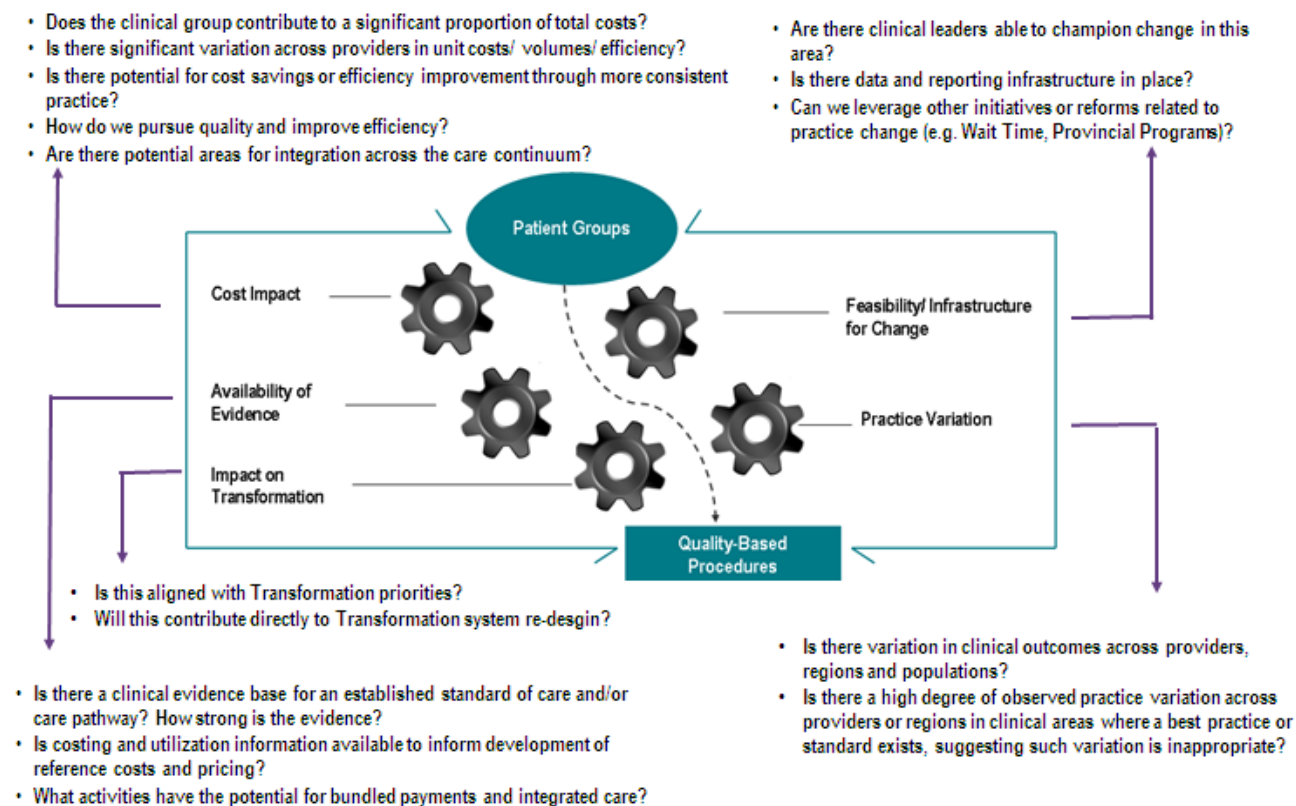 • Does the clinical group contribute to a significant proportion of total costs?
• Is there significant variation across providers in unit costs/ volumes/ efficiency?
• Is there potential for cost savings or efficiency improvement through more consistent
practice?
• How do we pursue quality and improve efficiency?
• Are there potential areas for integration across the care continuum?
• Are there clinical leaders able to champion change in this
area?
• Is there data and reporting infrastructure in place?
• Can we leverage other initiatives or reforms related to
practice change (e.g. Wait Time, Provincial Programs)?
Patient Groups
Cost Impact
Feasibility/ Infrastructure
for Change
Availability of
Evidence
Practice Variation
Impact on
Transformation
Quality-Based
Procedures
• Is this aligned with Transformation priorities?
• Will this contribute directly to Transformation system re-desgin?
• Is there a clinical evidence base for an established standard of care and/or
care pathway? How strong is the evidence?
• Is costing and utilization information available to inform development of
reference costs and pricing?
• What activities have the potential for bundled payments and integrated care?
• Is there variation in clinical outcomes across providers,
regions and populations?
• Is there a high degree of observed practice variation across
providers or regions in clinical areas where a best practice or
standard exists, suggesting such variation is inappropriate?